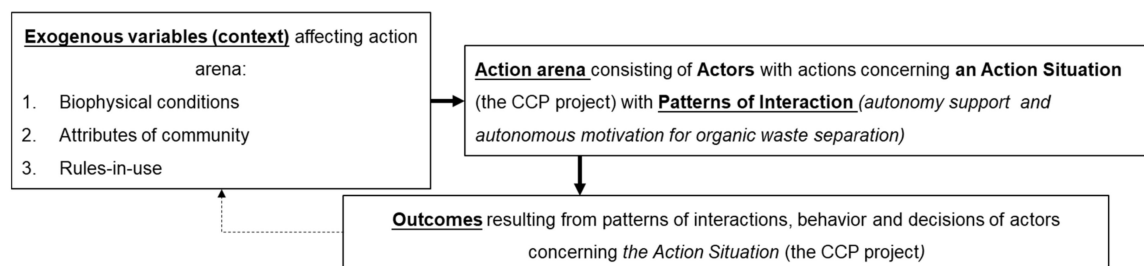 Exogenous variables (context) affecting action
arena:
1. Biophysical conditions
2. Attributes of community
3. Rules-in-use
Action arena consisting of Actors with actions concerning an Action Situation
(the CCP project) with Patterns of Interaction (autonomy support and
autonomous motivation for organic waste separation)
Outcomes resulting from patterns of interactions, behavior and decisions of actors
concerning the Action Situation (the CCP project)